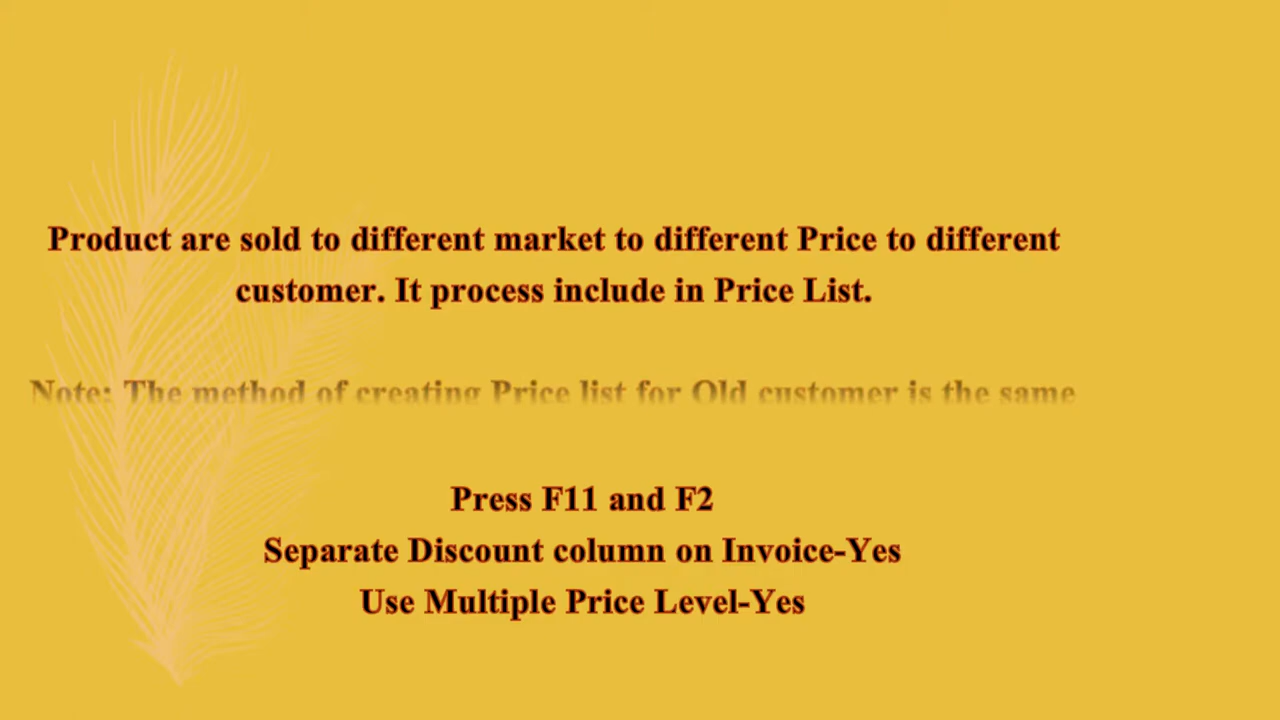 Product are sold to different market to different Price to different
customer. It process include in Price List.
Note: The method of creating Price list for Old customer is the same
Press F11 and F2
Separate Discount column on Invoice-Yes
Use Multiple Price Level-Yes